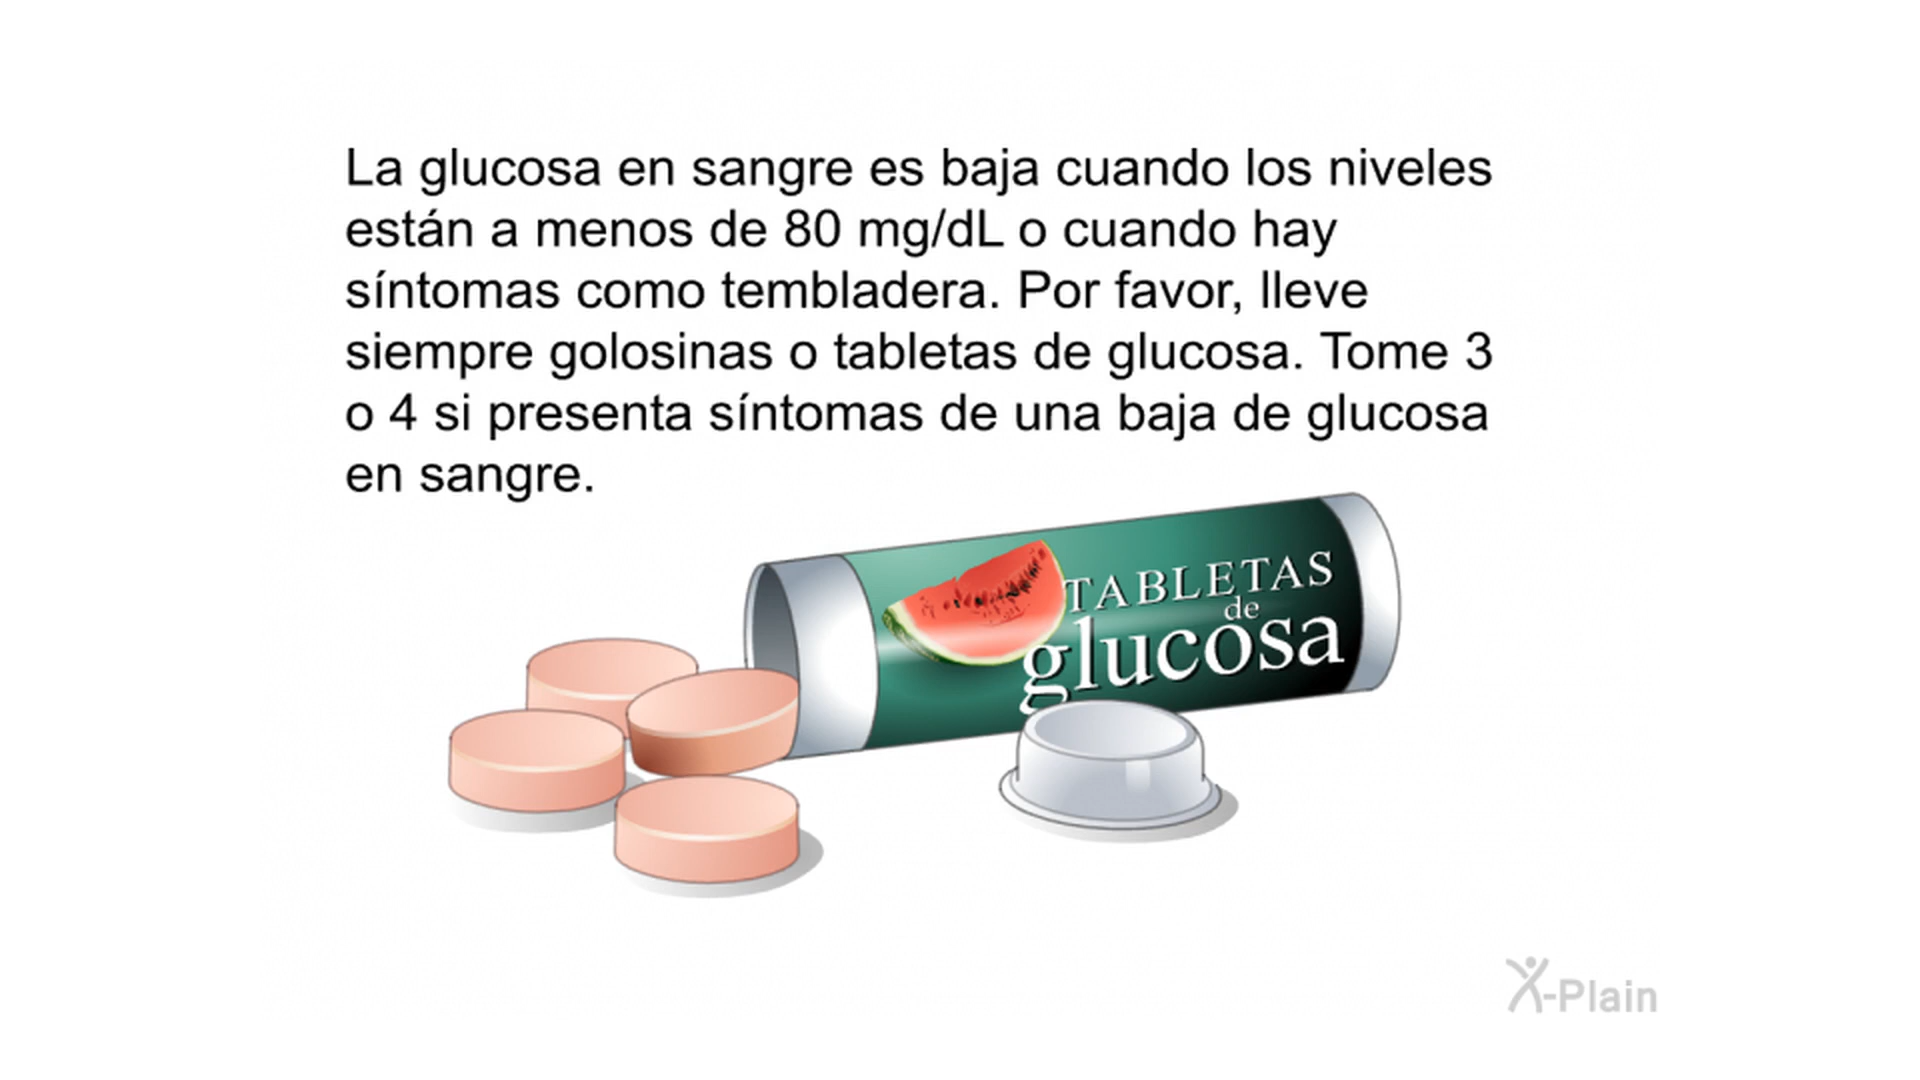 La glucosa en sangre es baja cuando los niveles
están a menos de 80 mg/dL o cuando hay
síntomas como tembladera. Por favor, lleve
siempre golosinas o tabletas de glucosa. Tome 3
o 4 si presenta síntomas de una baja de glucosa
en sangre.
TABLETAS
de
glucosa
X-Plain